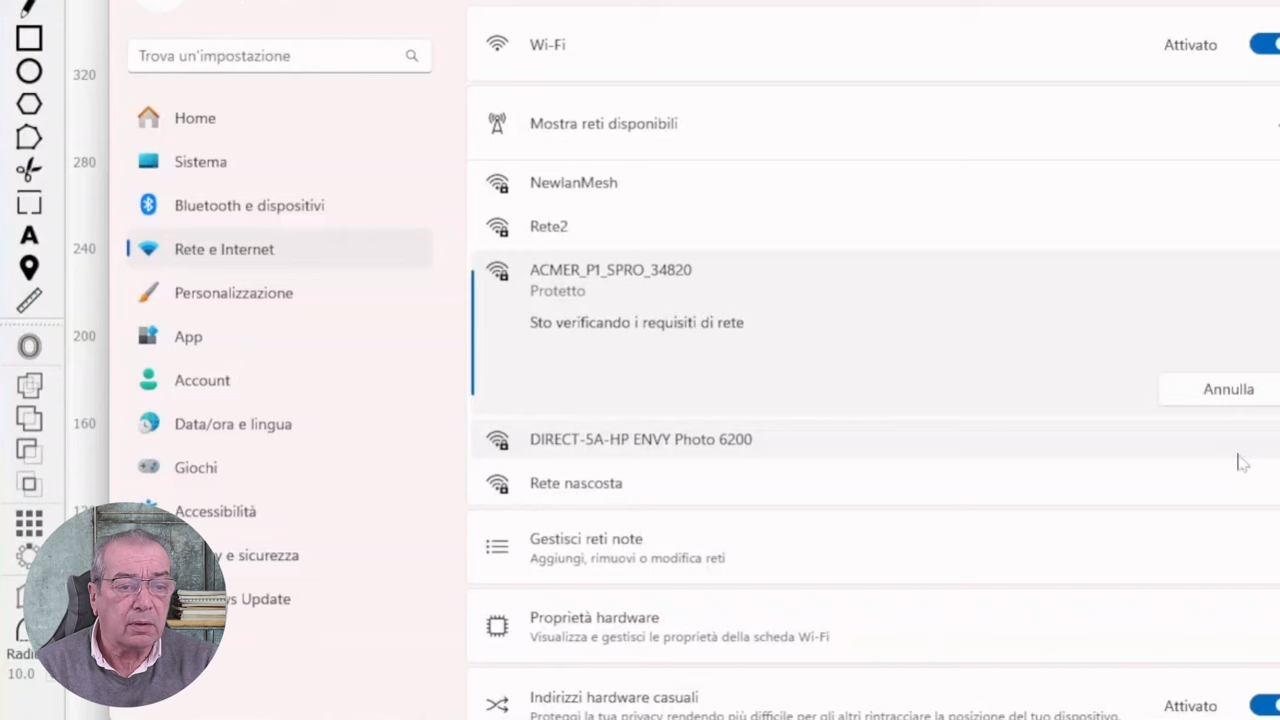 Trova un'impostazione
Home
Sistema
Bluetooth e dispositivi
Rete e Internet
Personalizzazione
App
Account
Data/ora e lingua
Giochi
Accessibilità
y e sicurezza
Update
Wi-Fi
Attivato
Mostra reti disponibili
NewlanMesh
Rete2
ACMER_P1_SPRO_34820
Protetto
Sto verificando i requisiti di rete
Annulla
DIRECT-5A-HP ENVY Photo 6200
Rete nascosta
Gestisci reti note
Aggiungi, rimuovi o modifica reti
Proprietà hardware
Visualizza e gestisci le proprietà della scheda Wi-Fi
Indirizzi hardware casuali
Attivato
Proteggi la tua privacy rendendo più difficile per gli altri rintracciare la posizione del tuo dispositivo.
320
280
240
200
160
A
10.0